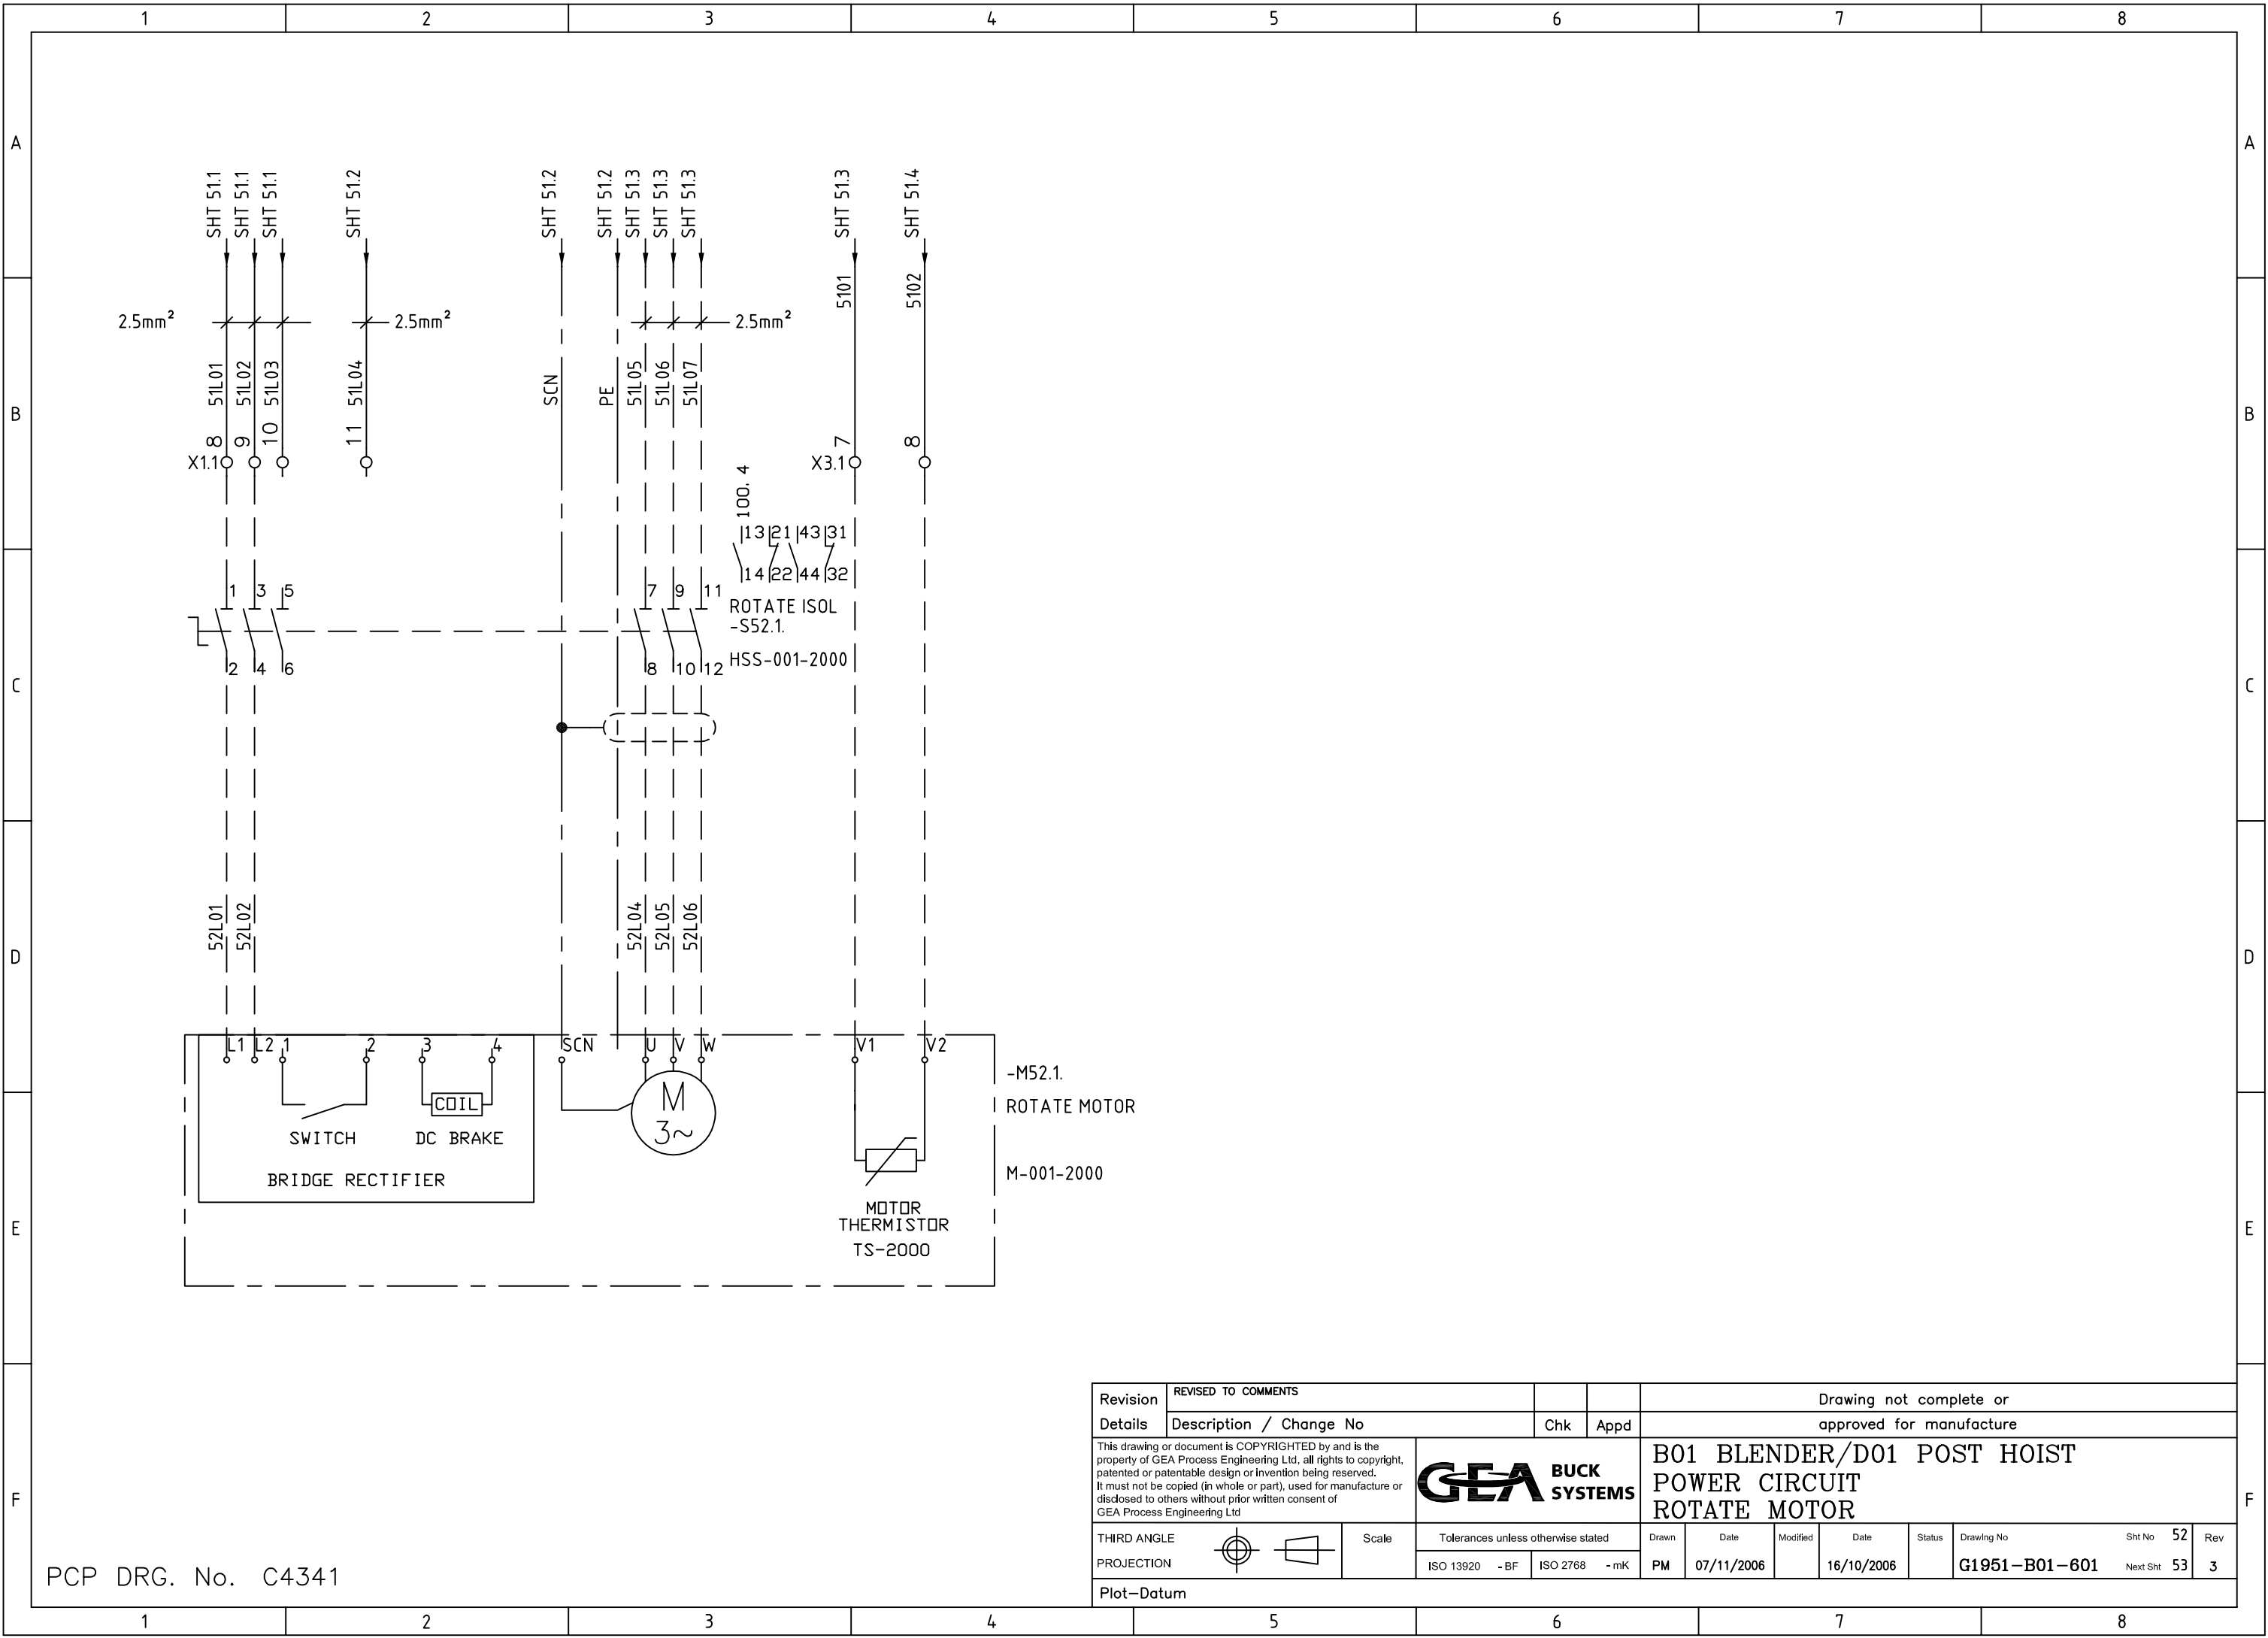 1 2 3 4 5 6 7 8
A A
SHT 51.1 SHT 51.1 SHT 51.1 SHT 51.2 SHT 51.2 SHT 51.2 SHT 51.3 SHT 51.3 SHT 51.3 SHT 51.3 SHT 51.4
5101 5102
2.5mm² 2.5mm² 2.5mm²
51L01 51L02 51L03 51L04 SCN PE 51L05 51L06 51L07
B B
8 9 10 11 7 8
X1.1 X3.1
100.4
13 21 43 31
14 22 44 32
1 3 5 7 9 11
ROTATE ISOL
-S52.1.
2 4 6 8 10 12
HSS-001-2000
C C
52L01 52L02 52L04 52L05 52L06
D D
L1 L2 1 2 3 4 SCN U V W V1 V2
-M52.1.
COIL
M
3~
ROTATE MOTOR
SWITCH DC BRAKE
BRIDGE RECTIFIER
M-001-2000
MOTOR
THERMISTOR
TS-2000
E E
Revision REVISED TO COMMENTS
Details Description / Change No Chk Appd
Drawing not complete or
approved for manufacture
This drawing or document is COPYRIGHTED by and is the
property of GEA Process Engineering Ltd, all rights to copyright,
patented or patentable design or invention being reserved.
It must not be copied (in whole or part), used for manufacture or
disclosed to others without prior written consent of
GEA Process Engineering Ltd
GEA BUCK
SYSTEMS
B01 BLENDER/D01 POST HOIST
POWER CIRCUIT
ROTATE MOTOR
F F
THIRD ANGLE
PROJECTION
Scale
Tolerances unless otherwise stated
ISO 13920 - BF ISO 2768 - mK
Drawn Date Modified Date Status Drawing No Sht No 52 Rev
PM 07/11/2006 16/10/2006 G1951-B01-601 Next Sht 53 3
Plot-Datum
PCP DRG. No. C4341
1 2 3 4 5 6 7 8